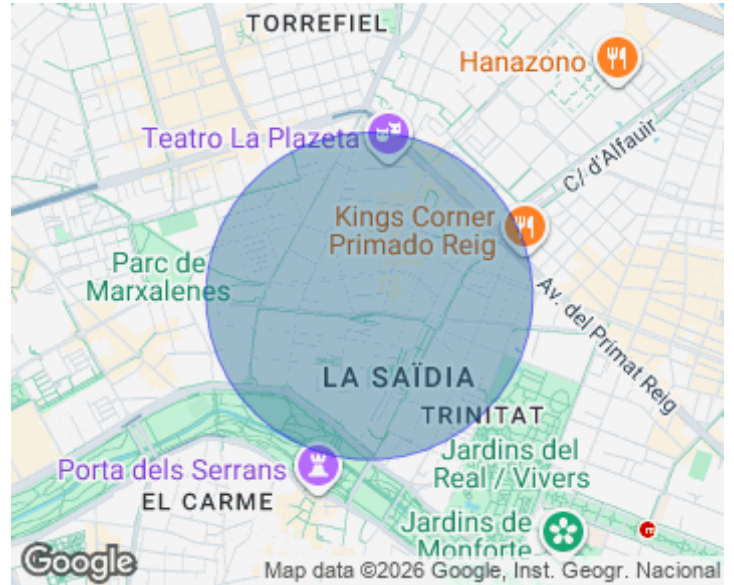 TORREFIEL
Hanazono
Teatro La Plazeta
C/ d'Alfauir
Kings Corner
Primado Reig
Parc de
Marxalenes
Av. del Primat Reig
LA SAÏDIA
TRINITAT
Jardins del
Real / Vivers
Porta dels Serrans
EL CARME
Jardins de
Monforte
Google
Map data ©2026 Google, Inst. Geogr. Nacional